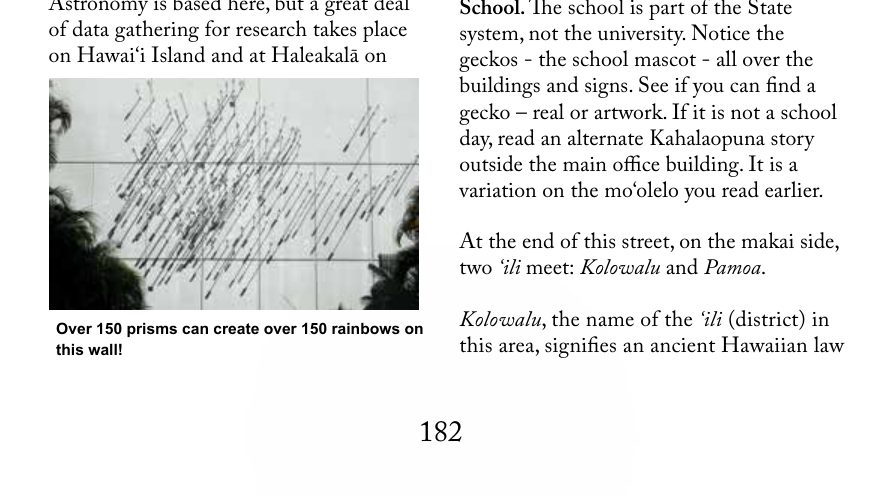 Astronomy is based here, but a great deal
of data gathering for research takes place
on Hawai‘i Island and at Haleakalā on
Over 150 prisms can create over 150 rainbows on
this wall!
School. The school is part of the State
system, not the university. Notice the
geckos - the school mascot - all over the
buildings and signs. See if you can find a
gecko – real or artwork. If it is not a school
day, read an alternate Kahalaopuna story
outside the main office building. It is a
variation on the mo‘olelo you read earlier.
At the end of this street, on the makai side,
two ‘ili meet: Kolowalu and Pamoa.
Kolowalu, the name of the ‘ili (district) in
this area, signifies an ancient Hawaiian law
182